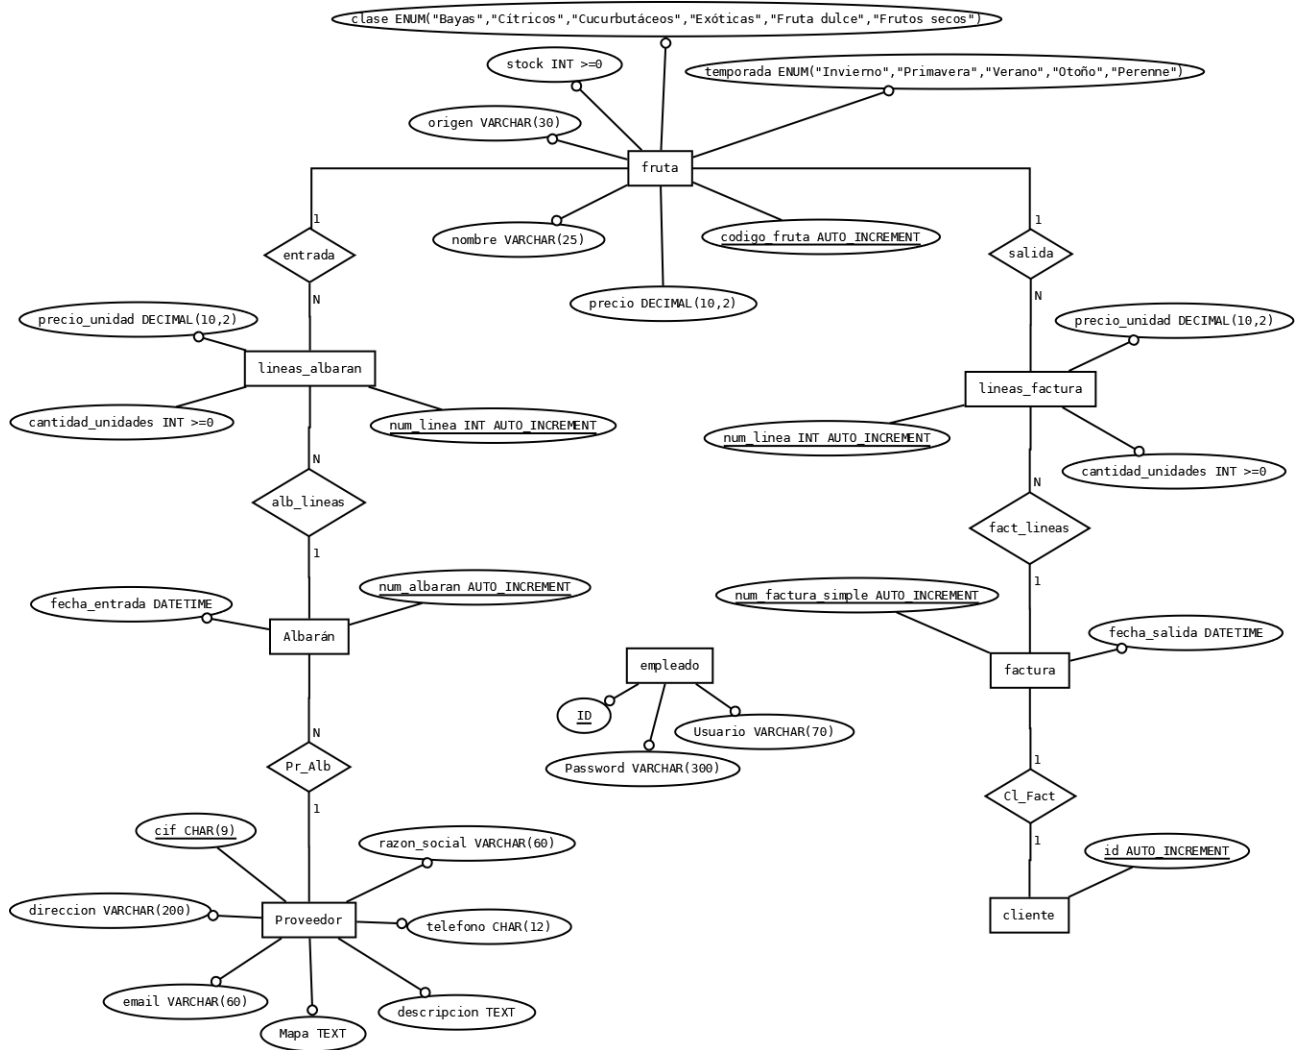 clase ENUM("Bayas","Cítricos","Cucurbutáceos","Exóticas","Fruta dulce","Frutos secos")
stock INT >=0
temporada ENUM("Invierno","Primavera","Verano","Otoño","Perenne")
origen VARCHAR(30)
fruta
nombre VARCHAR(25)
codigo_fruta AUTO_INCREMENT
precio DECIMAL(10,2)
1
entrada
N
1
salida
N
precio_unidad DECIMAL(10,2)
lineas_albaran
cantidad_unidades INT >=0
num_linea INT AUTO_INCREMENT
precio_unidad DECIMAL(10,2)
lineas_factura
num_linea INT AUTO_INCREMENT
cantidad_unidades INT >=0
N
alb_lineas
1
N
fact_lineas
1
fecha_entrada DATETIME
num_albaran AUTO_INCREMENT
Albarán
num_factura_simple AUTO_INCREMENT
fecha_salida DATETIME
factura
empleado
ID
Usuario VARCHAR(70)
Password VARCHAR(300)
N
Pr_Alb
1
1
Cl_Fact
1
cif CHAR(9)
razon_social VARCHAR(60)
direccion VARCHAR(200)
Proveedor
telefono CHAR(12)
email VARCHAR(60)
Mapa TEXT
descripcion TEXT
id AUTO_INCREMENT
cliente